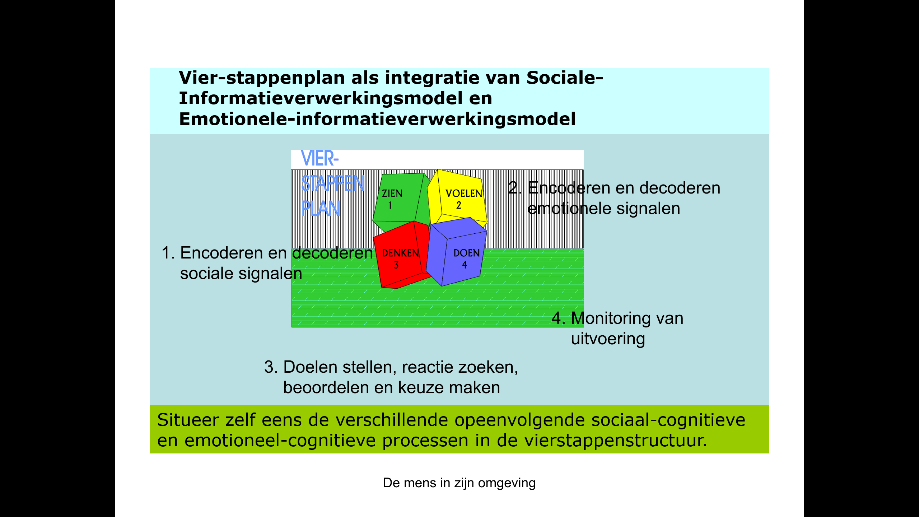 Vier-stappenplan als integratie van Sociale-
Informatieverwerkingsmodel en
Emotionele-informatieverwerkingsmodel
VIER-
STAPPEN
PLAN
ZIEN
1
VOELEN
2
DENKEN
3
DOEN
4
2. Encoderen en decoderen
emotionele signalen
1. Encoderen en decoderen
sociale signalen
4. Monitoring van
uitvoering
3. Doelen stellen, reactie zoeken,
beoordelen en keuze maken
Situeer zelf eens de verschillende opeenvolgende sociaal-cognitieve
en emotioneel-cognitieve processen in de vierstappenstructuur.
De mens in zijn omgeving